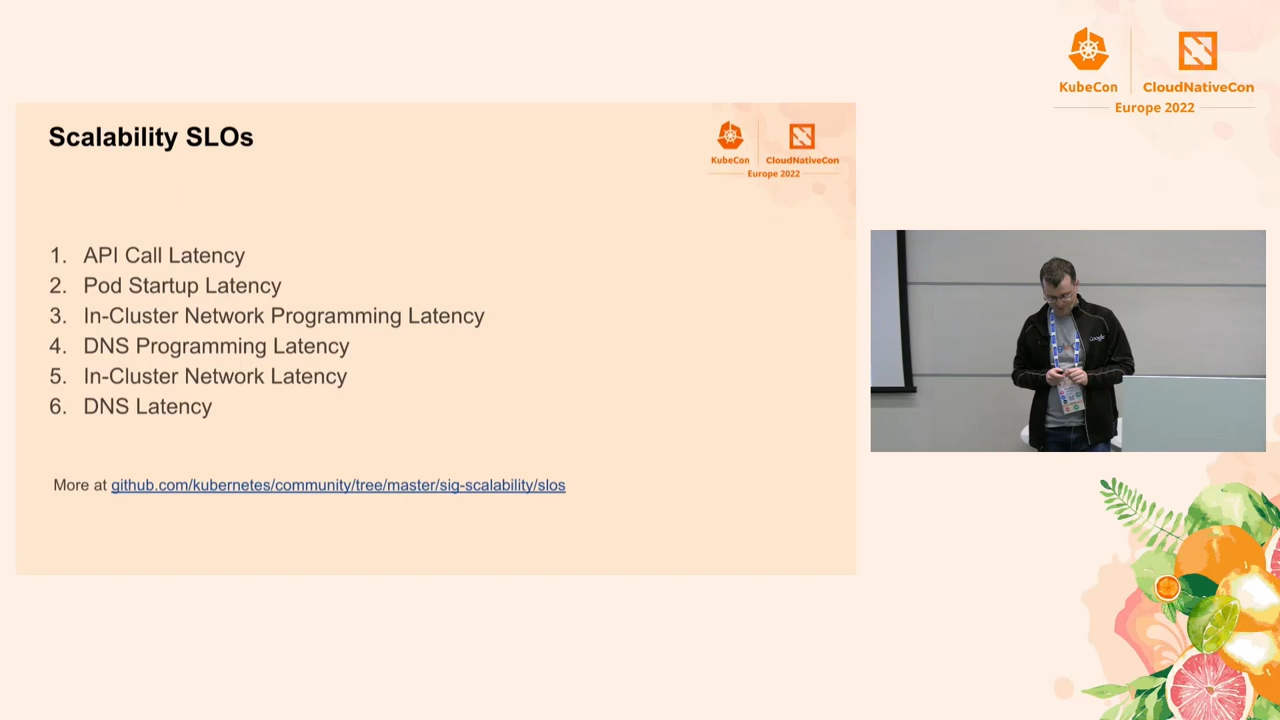 KubeCon
CloudNativeCon
Europe 2022
Scalability SLOs
KubeCon
CloudNativeCon
Europe 2022
1. API Call Latency
2. Pod Startup Latency
3. In-Cluster Network Programming Latency
4. DNS Programming Latency
5. In-Cluster Network Latency
6. DNS Latency
More at github.com/kubernetes/community/tree/master/sig-scalability/slos
Google